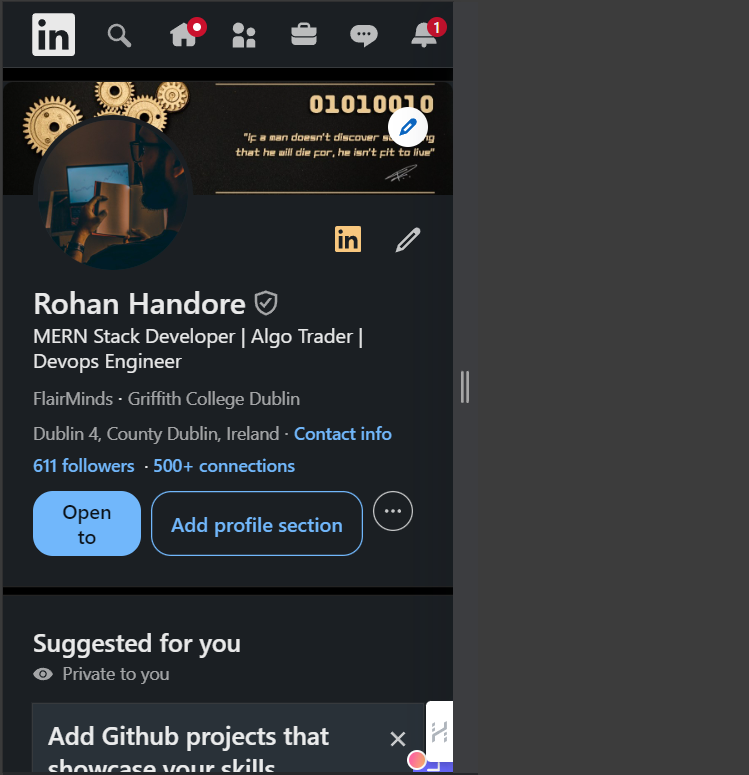 in
1
01010010
"If a man doesn't discover
that he will die for, he isn't fit to live"
in
Rohan Handore
MERN Stack Developer | Algo Trader |
Devops Engineer
FlairMinds · Griffith College Dublin
Dublin 4, County Dublin, Ireland · Contact info
611 followers · 500+ connections
Open
to
Add profile section
Suggested for you
Private to you
Add Github projects that
showcase your skills